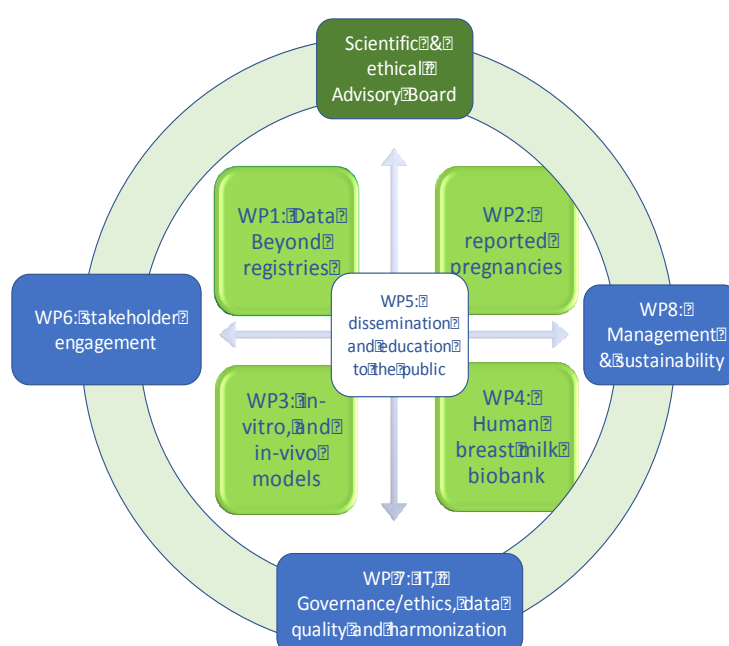 Scientific & 
ethical 
Advisory Board
WP1: Data
Beyond
registries
WP2:
reported
pregnancies
WP5:
dissemination
and education
to the public
WP6: stakeholder
engagement
WP8:
Management
& sustainability
WP3: in-
vitro, and
in-vivo
models
WP4:
Human
breast milk
biobank
WP 7: IT,
Governance/ethics, data
quality and harmonization